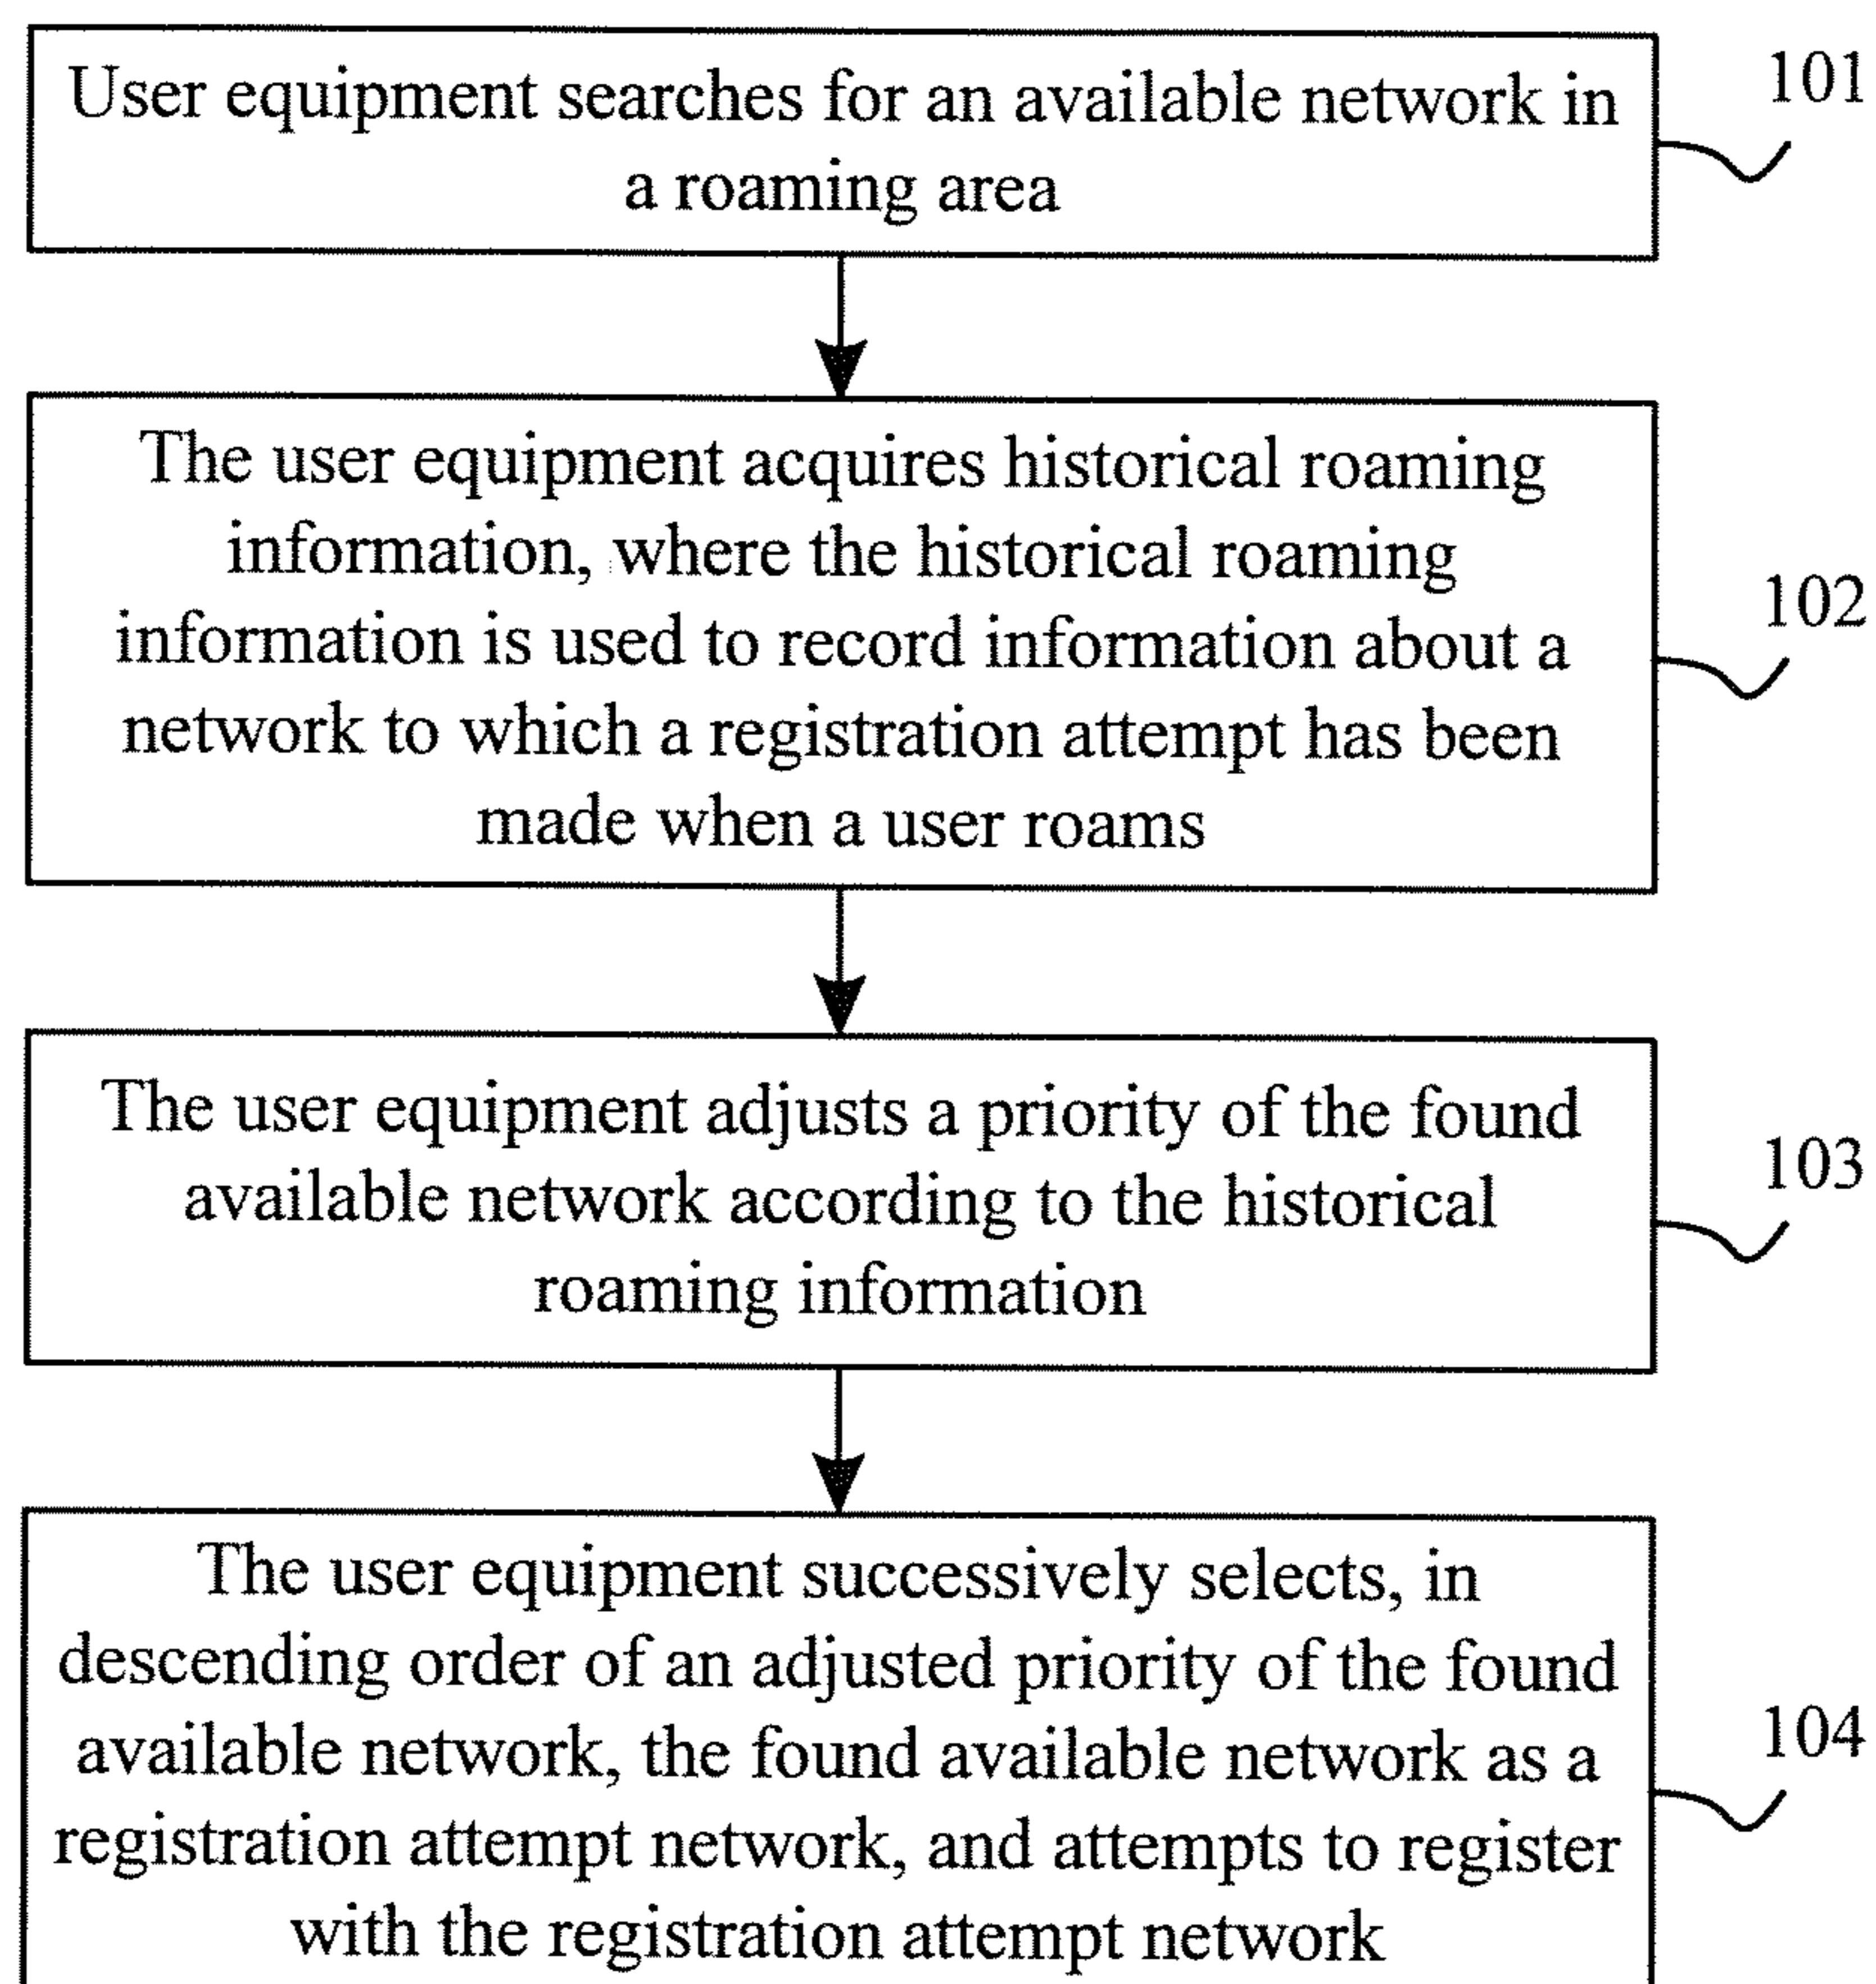 User equipment searches for an available network in
a roaming area
101
The user equipment acquires historical roaming
information, where the historical roaming
information is used to record information about a
network to which a registration attempt has been
made when a user roams
102
The user equipment adjusts a priority of the found
available network according to the historical
roaming information
103
The user equipment successively selects, in
descending order of an adjusted priority of the found
available network, the found available network as a
registration attempt network, and attempts to register
with the registration attempt network
104